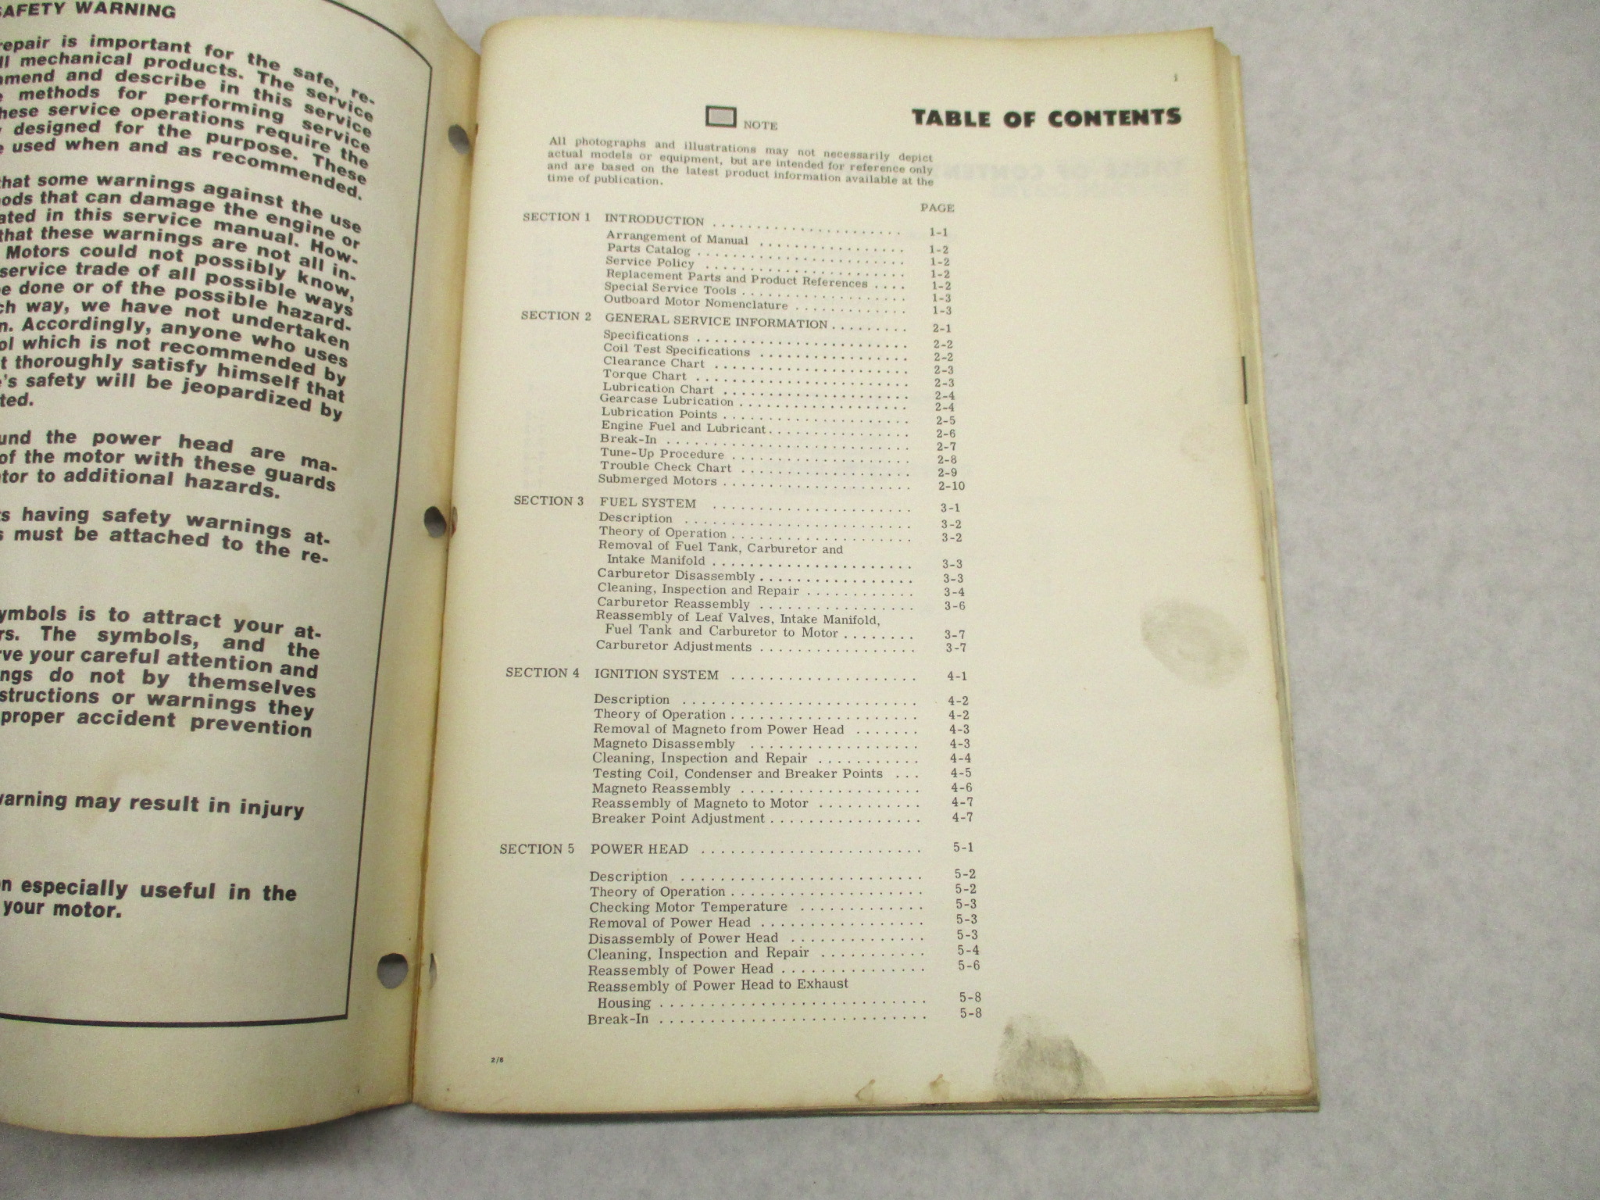 SAFETY WARNING
repair is important for the safe, re-
mechanical products. The service
mend and describe in this service
methods for performing service
hese service operations require the
designed for the purpose. These
used when and as recommended.
hat some warnings against the use
ods that can damage the engine or
ated in this service manual. How-
that these warnings are not all in-
Motors could not possibly know,
service trade of all possible ways
e done or of the possible hazard-
ch way, we have not undertaken
n. Accordingly, anyone who uses
ol which is not recommended by
t thoroughly satisfy himself that
's safety will be jeopardized by
ted.
und the power head are ma-
of the motor with these guards
tor to additional hazards.
s having safety warnings at-
s must be attached to the re-
ymbols is to attract your at-
rs. The symbols, and the
rve your careful attention and
ngs do not by themselves
structions or warnings they
proper accident prevention
warning may result in injury
n especially useful in the
your motor.
1
TABLE OF CONTENTS
NOTE
All photographs and illustrations may not necessarily depict
actual models or equipment, but are intended for reference only
and are based on the latest product information available at the
time of publication.
PAGE
SECTION 1 INTRODUCTION . . . . . . . . . . 1-1
Arrangement of Manual . . . . . . . . . . 1-2
Parts Catalog . . . . . . . . . . 1-2
Service Policy . . . . . . . . . . 1-2
Replacement Parts and Product References . . . . 1-2
Special Service Tools . . . . . . . . . . 1-3
Outboard Motor Nomenclature . . . . . . . . . . 1-3
SECTION 2 GENERAL SERVICE INFORMATION . . . . . . . . . 2-1
Specifications . . . . . . . . . . 2-2
Coil Test Specifications . . . . . . . . . . 2-2
Clearance Chart . . . . . . . . . . 2-3
Torque Chart . . . . . . . . . . 2-3
Lubrication Chart . . . . . . . . . . 2-4
Gearcase Lubrication . . . . . . . . . . 2-4
Lubrication Points . . . . . . . . . . 2-5
Engine Fuel and Lubricant . . . . . . . . . . 2-6
Break-In . . . . . . . . . . 2-7
Tune-Up Procedure . . . . . . . . . . 2-8
Trouble Check Chart . . . . . . . . . . 2-9
Submerged Motors . . . . . . . . . . 2-10
SECTION 3 FUEL SYSTEM . . . . . . . . . . 3-1
Description . . . . . . . . . . 3-2
Theory of Operation . . . . . . . . . . 3-2
Removal of Fuel Tank, Carburetor and
Intake Manifold . . . . . . . . . . 3-3
Carburetor Disassembly . . . . . . . . . . 3-3
Cleaning, Inspection and Repair . . . . . . . . . . 3-4
Carburetor Reassembly . . . . . . . . . . 3-6
Reassembly of Leaf Valves, Intake Manifold,
Fuel Tank and Carburetor to Motor . . . . . . . . 3-7
Carburetor Adjustments . . . . . . . . . . 3-7
SECTION 4 IGNITION SYSTEM . . . . . . . . . . 4-1
Description . . . . . . . . . . 4-2
Theory of Operation . . . . . . . . . . 4-2
Removal of Magneto from Power Head . . . . . . . 4-3
Magneto Disassembly . . . . . . . . . . 4-3
Cleaning, Inspection and Repair . . . . . . . . . . 4-4
Testing Coil, Condenser and Breaker Points . . . 4-5
Magneto Reassembly . . . . . . . . . . 4-6
Reassembly of Magneto to Motor . . . . . . . . . . 4-7
Breaker Point Adjustment . . . . . . . . . . 4-7
SECTION 5 POWER HEAD . . . . . . . . . . 5-1
Description . . . . . . . . . . 5-2
Theory of Operation . . . . . . . . . . 5-2
Checking Motor Temperature . . . . . . . . . . 5-3
Removal of Power Head . . . . . . . . . . 5-3
Disassembly of Power Head . . . . . . . . . . 5-3
Cleaning, Inspection and Repair . . . . . . . . . . 5-4
Reassembly of Power Head . . . . . . . . . . 5-6
Reassembly of Power Head to Exhaust
Housing . . . . . . . . . . 5-8
Break-In . . . . . . . . . . 5-8